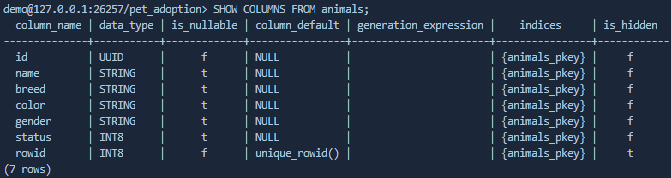 demo@127.0.0.1:26257/pet_adoption> SHOW COLUMNS FROM animals;
  column_name | data_type | is_nullable | column_default | generation_expression |    indices     | is_hidden
--------------+-----------+-------------+----------------+-----------------------+----------------+------------
  id          | UUID      |      f      | NULL           |                       | {animals_pkey} |     f
  name        | STRING    |      t      | NULL           |                       | {animals_pkey} |     f
  breed       | STRING    |      t      | NULL           |                       | {animals_pkey} |     f
  color       | STRING    |      t      | NULL           |                       | {animals_pkey} |     f
  gender      | STRING    |      t      | NULL           |                       | {animals_pkey} |     f
  status      | INT8      |      t      | NULL           |                       | {animals_pkey} |     f
  rowid       | INT8      |      f      | unique_rowid() |                       | {animals_pkey} |     t
(7 rows)